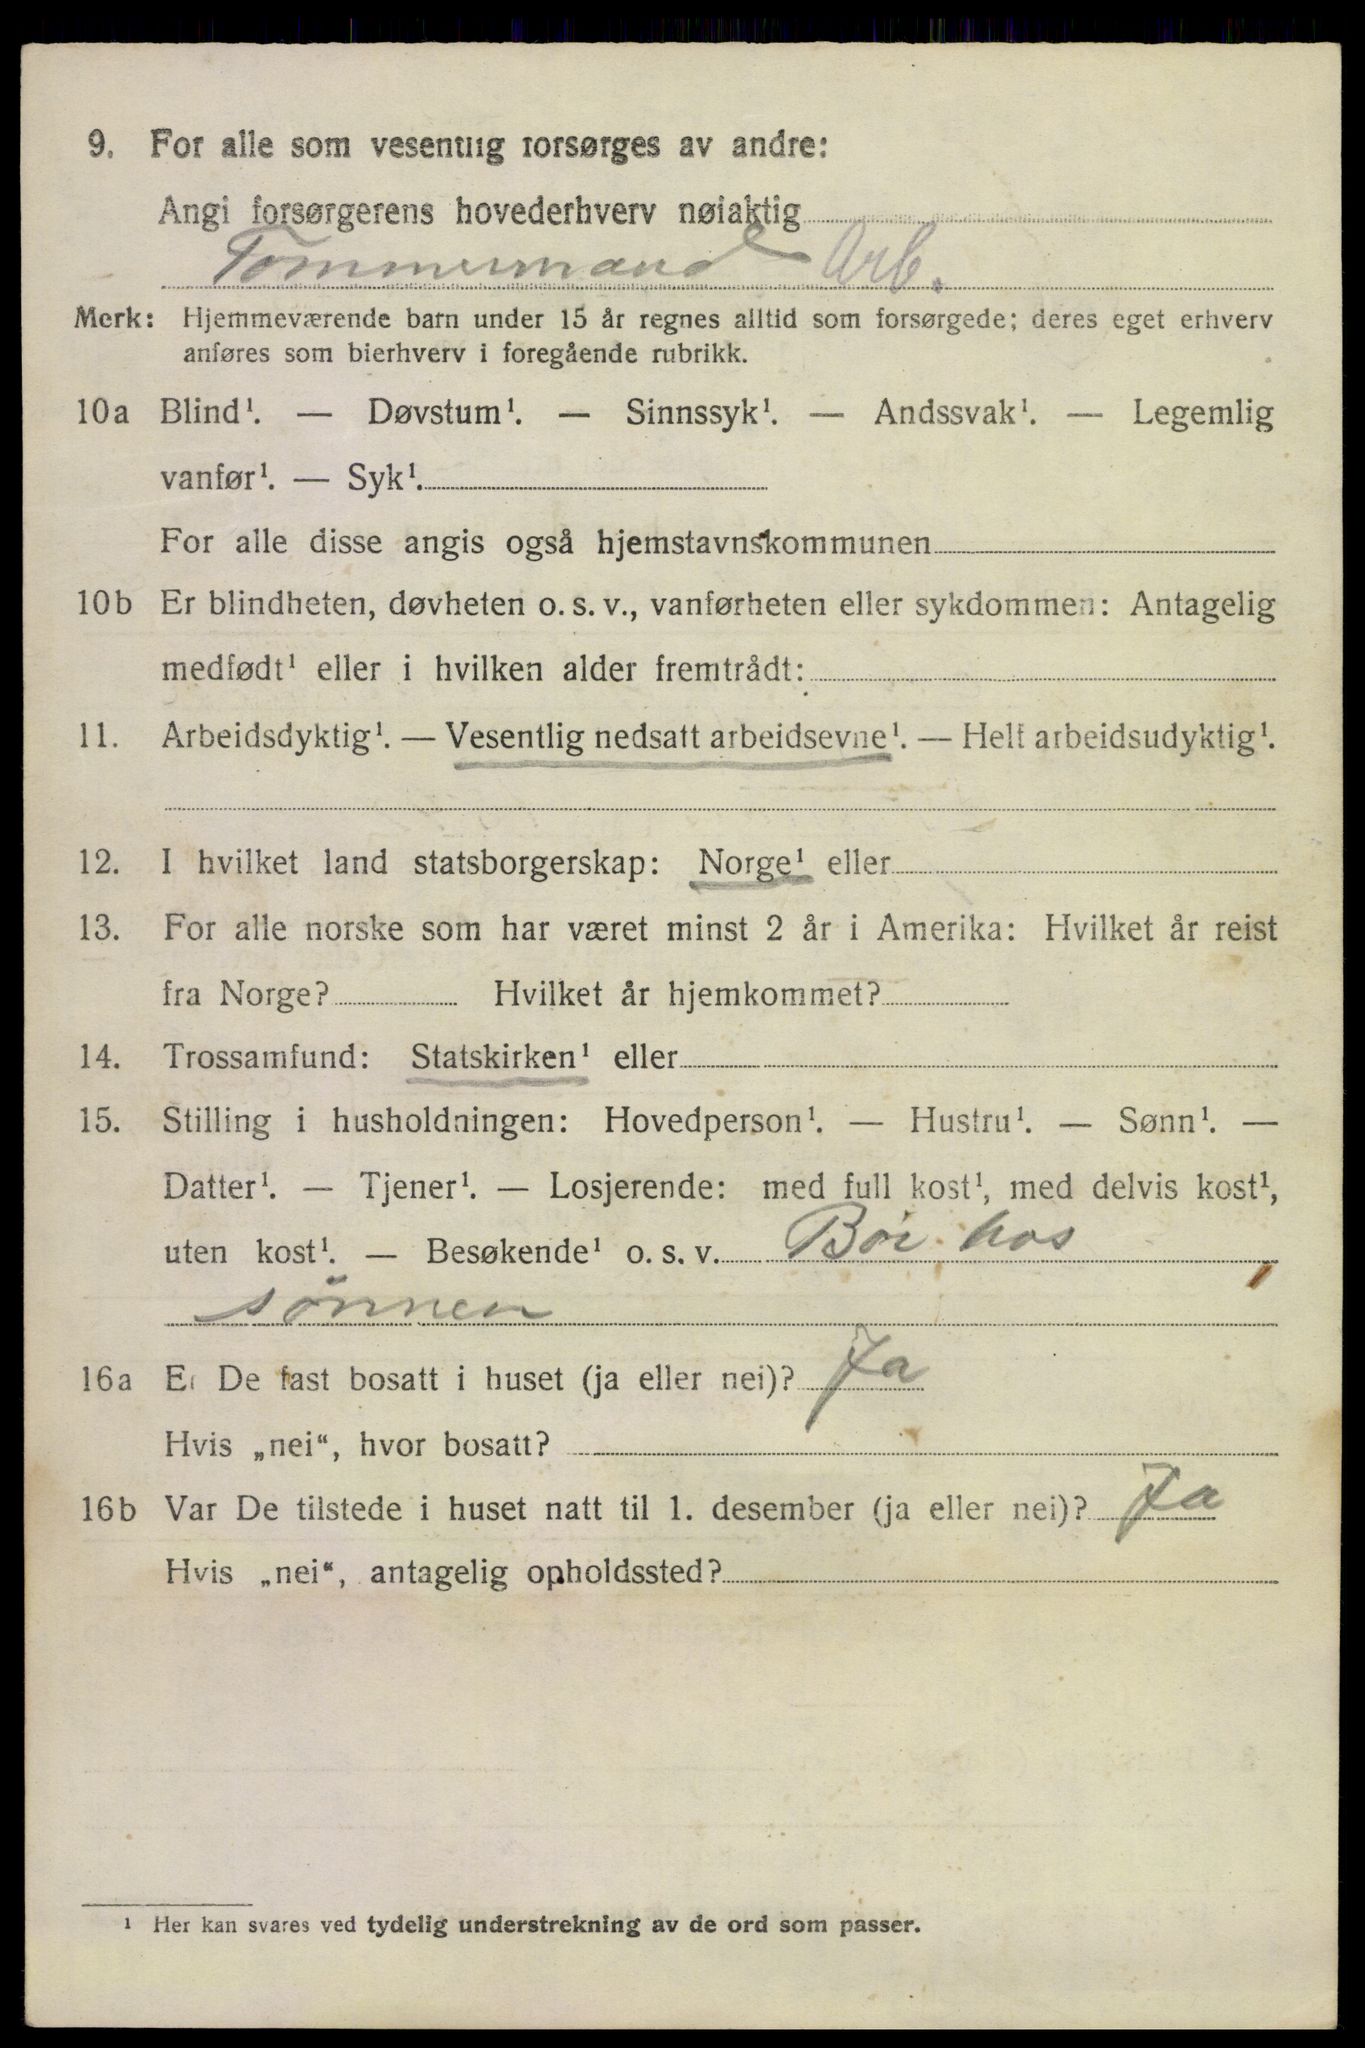 9. For alle som vesentlig forsørges av andre:
Angi forsørgerens hovederhverv nøiaktig
Tømmermand Arb.
Merk: Hjemmeværende barn under 15 år regnes alltid som forsørgede; deres eget erhverv
anføres som bierhverv i foregående rubrikk.
10a Blind¹. — Døvstum¹. — Sinnssyk¹. — Andssvak¹. — Legemlig
vanfør¹. — Syk¹.
For alle disse angis også hjemstavnskommunen
10b Er blindheten, døvheten o. s. v., vanførheten eller sykdommen: Antagelig
medfødt¹ eller i hvilken alder fremtrådt:
11. Arbeidsdyktig¹. — Vesentlig nedsatt arbeidsevne¹. — Helt arbeidsudyktig¹.
12. I hvilket land statsborgerskap: Norge¹ eller
13. For alle norske som har været minst 2 år i Amerika: Hvilket år reist
fra Norge? Hvilket år hjemkommet?
14. Trossamfund: Statskirken¹ eller
15. Stilling i husholdningen: Hovedperson¹. — Hustru¹. — Sønn¹. —
Datter¹. — Tjener¹. — Losjerende: med full kost¹, med delvis kost¹,
uten kost¹. — Besøkende¹ o. s. v. Bor hos
sönnen
16a Er De fast bosatt i huset (ja eller nei)? Ja
Hvis „nei“, hvor bosatt?
16b Var De tilstede i huset natt til 1. desember (ja eller nei)? Ja
Hvis „nei“, antagelig opholdssted?
¹ Her kan svares ved tydelig understrekning av de ord som passer.